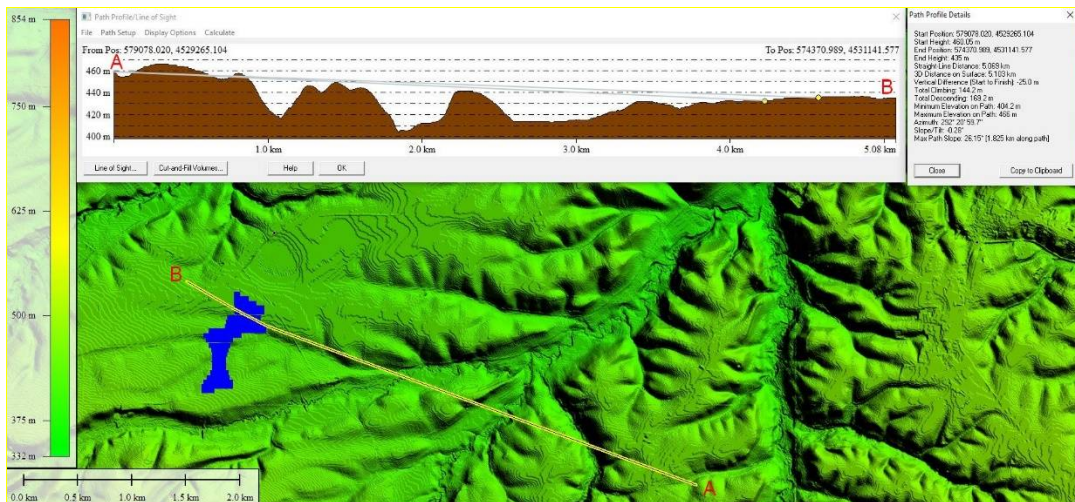 854 m
750 m
625 m
500 m
375 m
332 m
Path Profile/Line of Sight
File Path Setup Display Options Calculate
From Pos: 579078.020, 4529265.104
To Pos: 574370.989, 4531141.577
A
B
460 m
440 m
420 m
400 m
1.0 km
2.0 km
3.0 km
4.0 km
5.08 km
Line of Sight...
Cut-and-Fill Volumes...
Help
OK
Path Profile Details
Start Position: 579078.020, 4529265.104
Start Height: 460.05 m
End Position: 574370.989, 4531141.577
End Height: 435 m
Straight-Line Distance: 5.069 km
3D Distance on Surface: 5.103 km
Vertical Difference (Start to Finish): -25.0 m
Total Climbing: 144.2 m
Total Descending: 169.2 m
Minimum Elevation on Path: 404.2 m
Maximum Elevation on Path: 466 m
Azimuth: 292° 20' 59.7"
Slope/Tilt: -0.28°
Max Path Slope: 26.15° [1.825 km along path]
Close
Copy to Clipboard
B
A
0.0 km
0.5 km
1.0 km
1.5 km
2.0 km